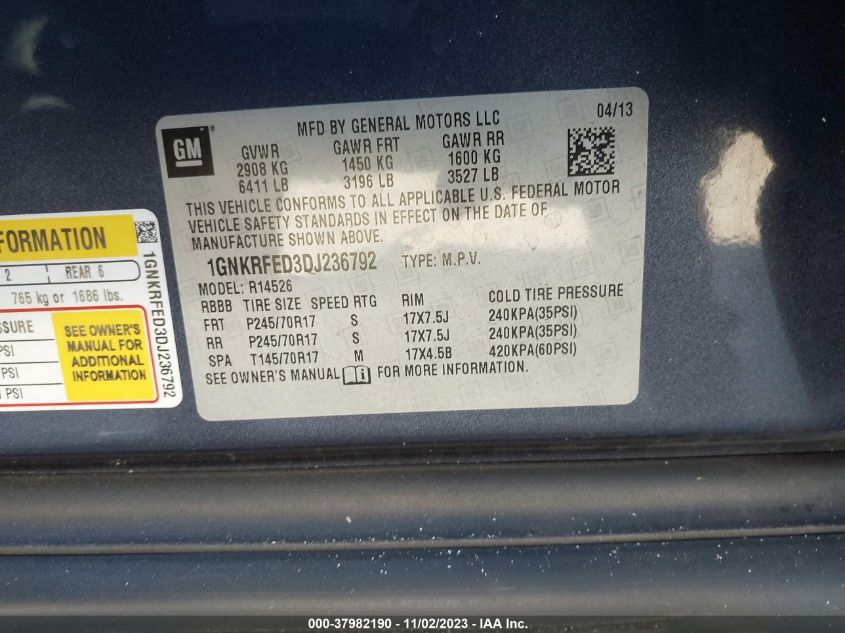 MFD BY GENERAL MOTORS LLC
04/13
GM
GVWR GAWR FRT GAWR RR
2908 KG 1450 KG 1600 KG
6411 LB 3196 LB 3527 LB
THIS VEHICLE CONFORMS TO ALL APPLICABLE U.S. FEDERAL MOTOR
VEHICLE SAFETY STANDARDS IN EFFECT ON THE DATE OF
MANUFACTURE SHOWN ABOVE.
1GNKRFED3DJ236792 TYPE: M.P.V.
MODEL: R14526
RBBB TIRE SIZE SPEED RTG RIM COLD TIRE PRESSURE
FRT P245/70R17 S 17X7.5J 240KPA(35PSI)
RR P245/70R17 S 17X7.5J 240KPA(35PSI)
SPA T145/70R17 M 17X4.5B 420KPA(60PSI)
SEE OWNER'S MANUAL FOR MORE INFORMATION.
FORMATION
2 REAR 6
765 kg or 1686 lbs.
SSURE
PSI
PSI
PSI
SEE OWNER'S
MANUAL FOR
ADDITIONAL
INFORMATION
1GNKRFED3DJ236792
000-37982190 - 11/02/2023 - IAA Inc.